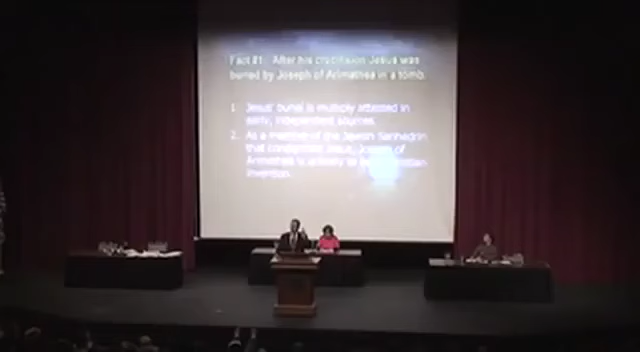 Fact #1: After his crucifixion Jesus was
buried by Joseph of Arimathea in a tomb.
1. Jesus' burial is multiply attested in
early, independent sources.
2. As a member of the Jewish Sanhedrin
that condemned Jesus, Joseph of
Arimathea is unlikely to be
invention.